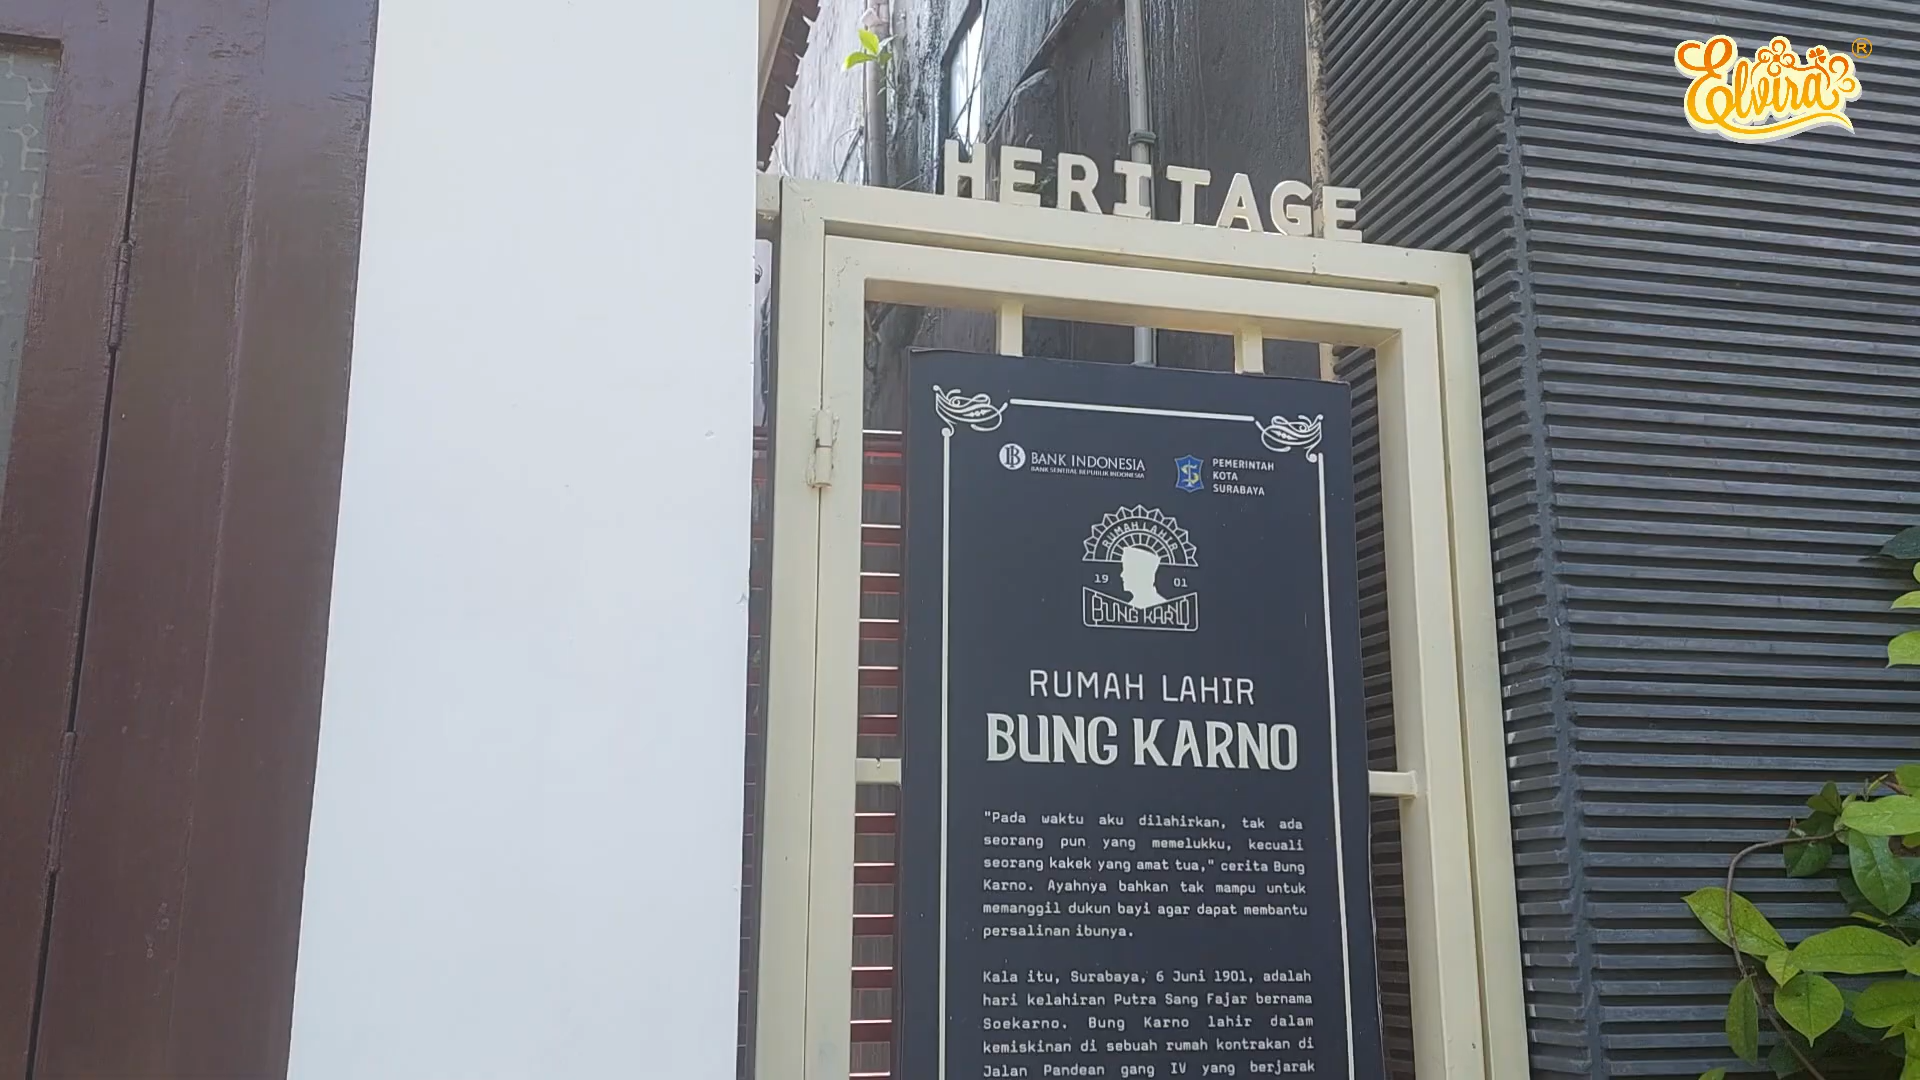 Elvira®
HERITAGE
BANK INDONESIA
BANK SENTRAL REPUBLIK INDONESIA
PEMERINTAH
KOTA
SURABAYA
RUMAH LAHIR
19 01
BUNG KARNO
RUMAH LAHIR
BUNG KARNO
"Pada waktu aku dilahirkan, tak ada
seorang pun yang memelukku, kecuali
seorang kakek yang amat tua," cerita Bung
Karno. Ayahnya bahkan tak mampu untuk
memanggil dukun bayi agar dapat membantu
persalinan ibunya.
Kala itu, Surabaya, 6 Juni 1901, adalah
hari kelahiran Putra Sang Fajar bernama
Soekarno. Bung Karno lahir dalam
kemiskinan di sebuah rumah kontrakan di
Jalan Pandean gang IV yang berjarak